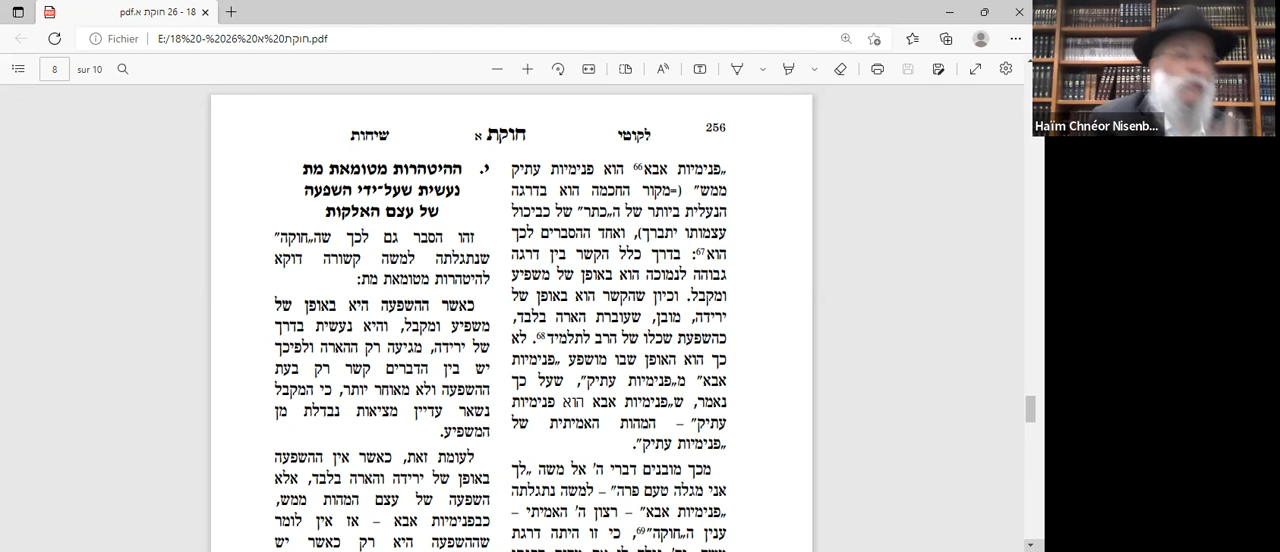 18 - 26 חוקת א.pdf
Fichier
E:/18%20-%2026%20חוקת%20א.pdf
8
sur 10
Haïm Chnéor Nisenb...
256
לקוטי
חוקת א
שיחות
„פנימיות אבא66 הוא פנימיות עתיק
ממש" (=מקור החכמה הוא בדרגה
הנעלית ביותר של ה„כתר" של כביכול
עצמותו יתברך), ואחד ההסברים לכך
הוא67: בדרך כלל הקשר בין דרגה
גבוהה לנמוכה הוא באופן של משפיע
ומקבל. וכיון שהקשר הוא באופן של
ירידה, מובן, שעוברת הארה בלבד,
כהשפעת שכלו של הרב לתלמיד68. לא
כך הוא האופן שבו מושפע „פנימיות
אבא" מ„פנימיות עתיק", שעל כך
נאמר, ש„פנימיות אבא הוא פנימיות
עתיק" – המהות האמיתית של
„פנימיות עתיק".
מכך מובנים דברי ה' אל משה „לך
אני מגלה טעם פרה" – למשה נתגלתה
„פנימיות אבא" – רצון ה' האמיתי –
ענין ה„חוקה"69, כי זו היתה דרגת
י. ההיטהרות מטומאת מת
נעשית שעל־ידי השפעה
של עצם האלקות
זהו הסבר גם לכך שה„חוקה"
שנתגלתה למשה קשורה דוקא
להיטהרות מטומאת מת:
כאשר ההשפעה היא באופן של
משפיע ומקבל, והיא נעשית בדרך
של ירידה, מגיעה רק ההארה ולפיכך
יש בין הדברים קשר רק בעת
ההשפעה ולא מאוחר יותר, כי המקבל
נשאר עדיין מציאות נבדלת מן
המשפיע.
לעומת זאת, כאשר אין ההשפעה
באופן של ירידה והארה בלבד, אלא
השפעה של עצם המהות ממש,
כבפנימיות אבא – אז אין לומר
שההשפעה היא רק כאשר יש